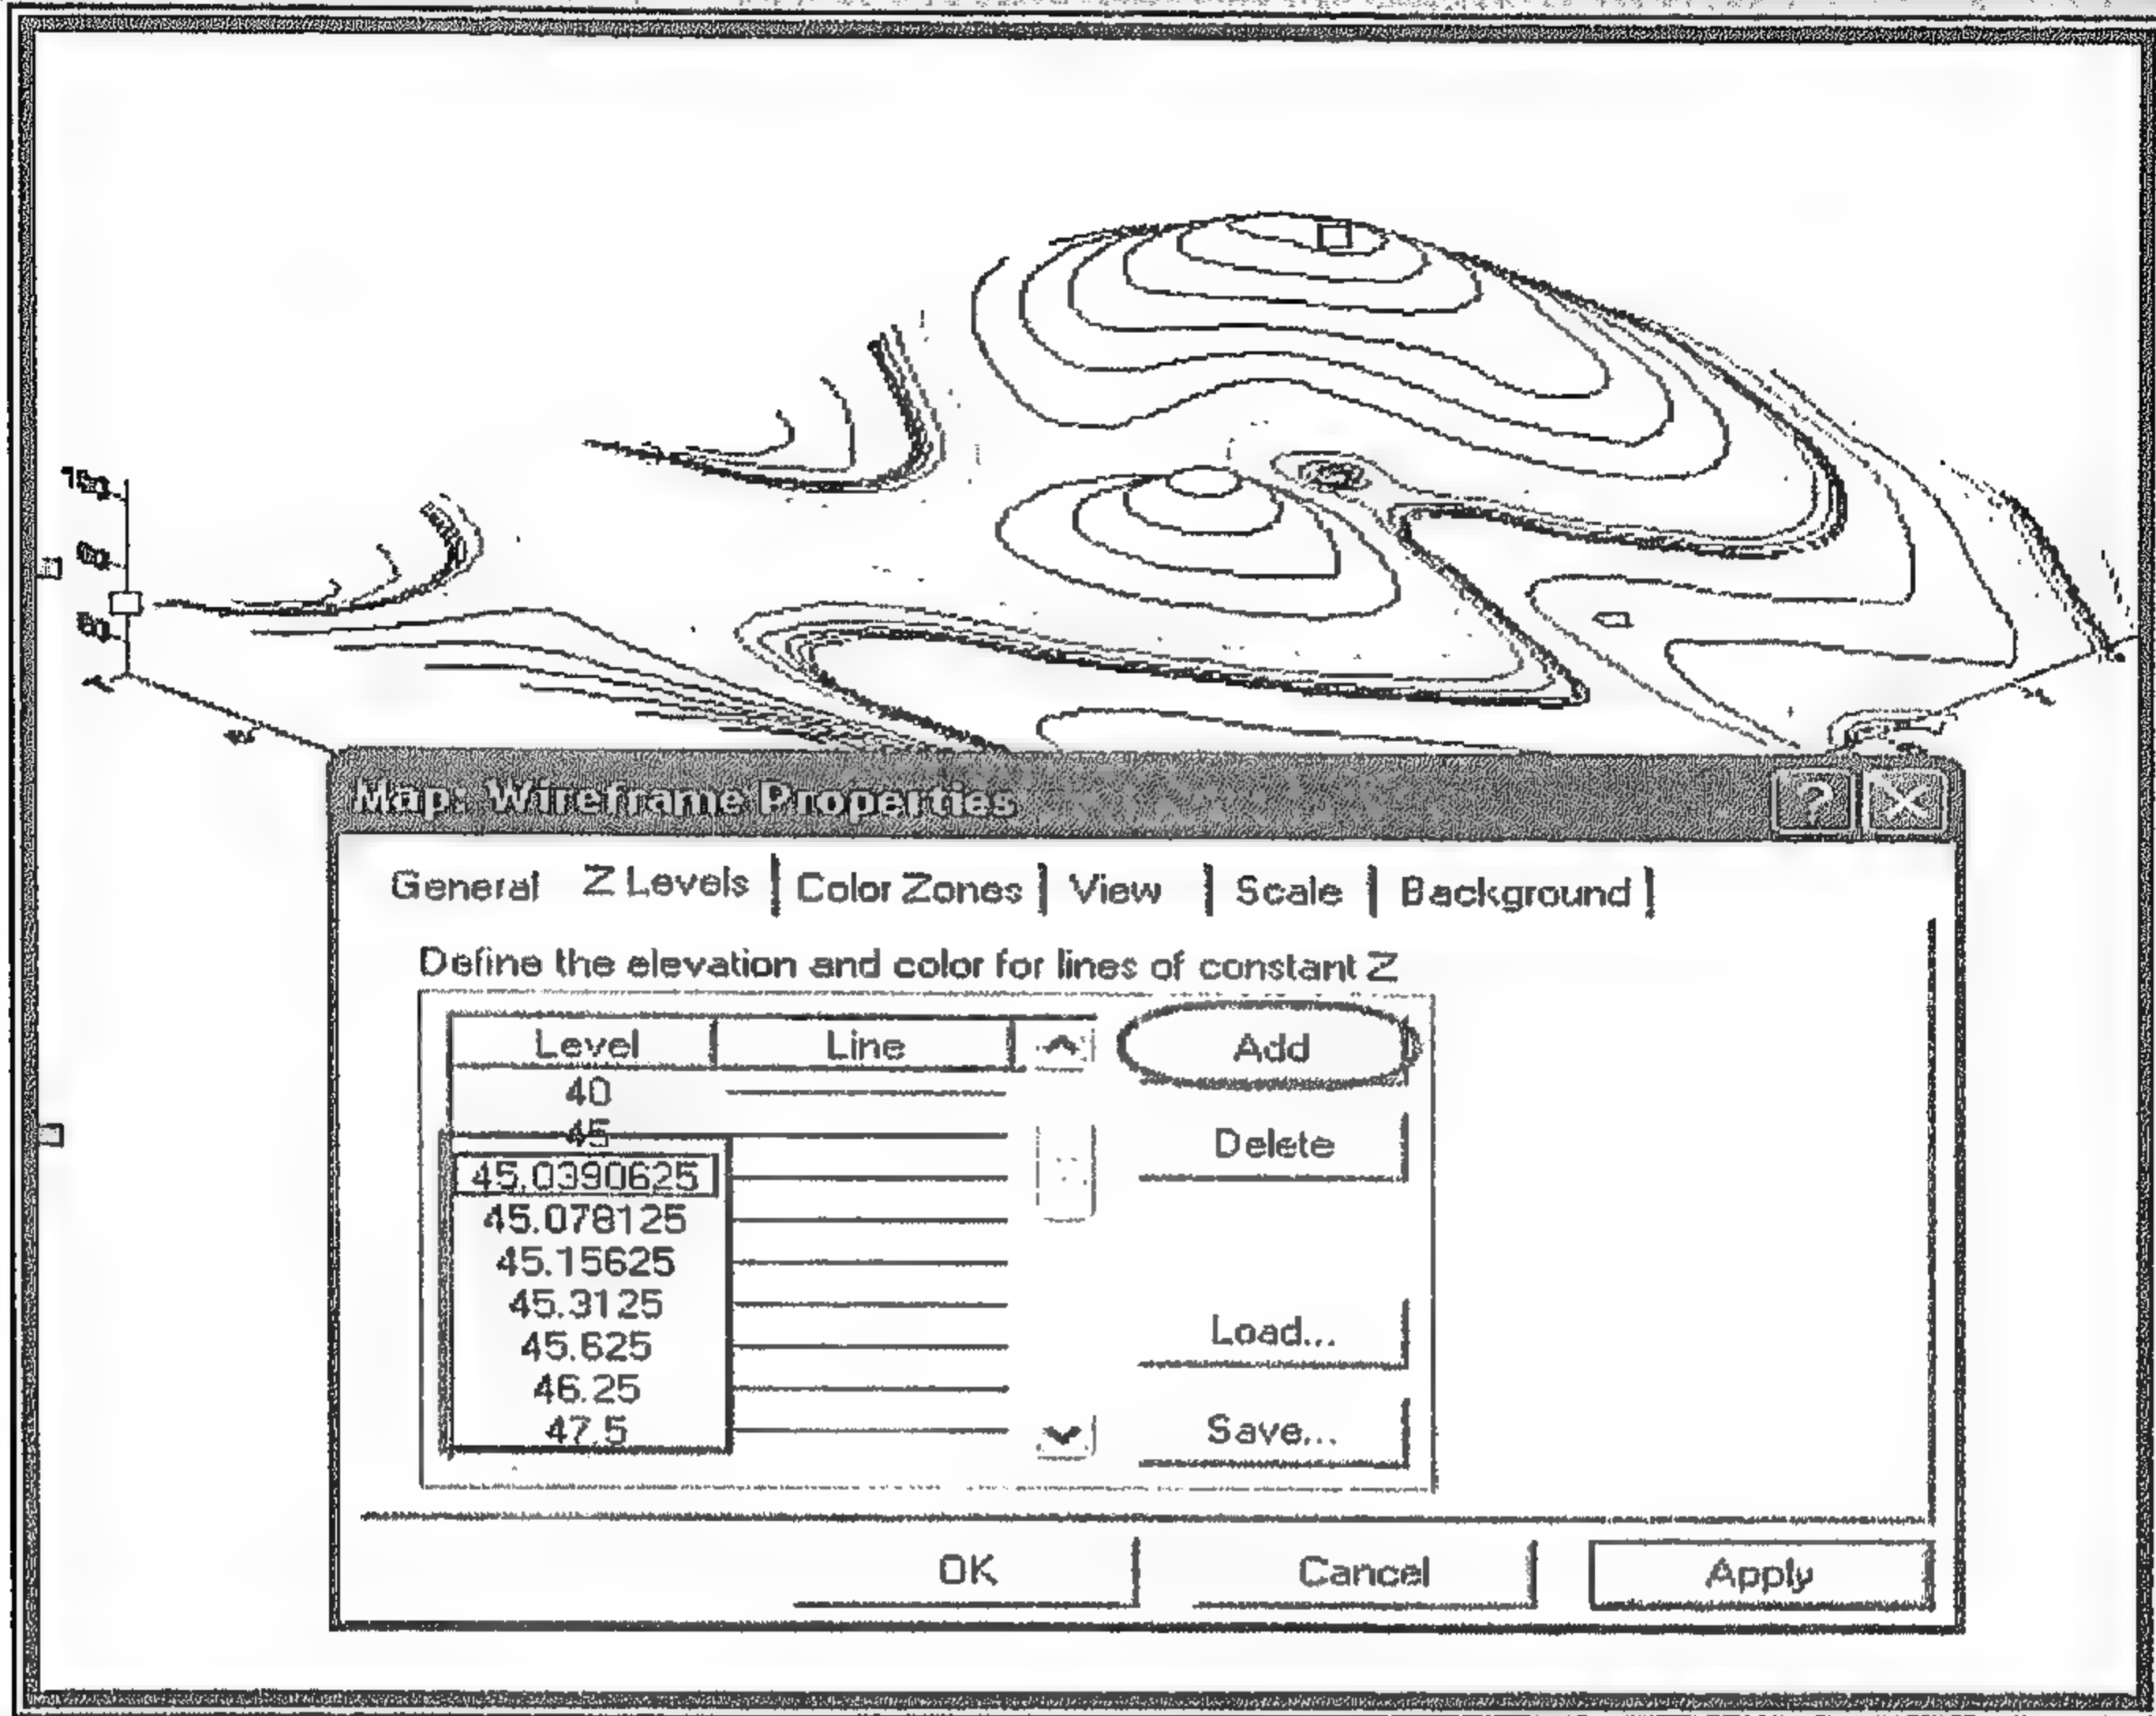 Map: Wireframe Properties ? X
General Z Levels Color Zones View Scale Background
Define the elevation and color for lines of constant Z
Level Line Add
40
45
45.0390625
45.078125
45.15625
45.3125
45.625
46.25
47.5
Delete
Load...
Save...
OK Cancel Apply